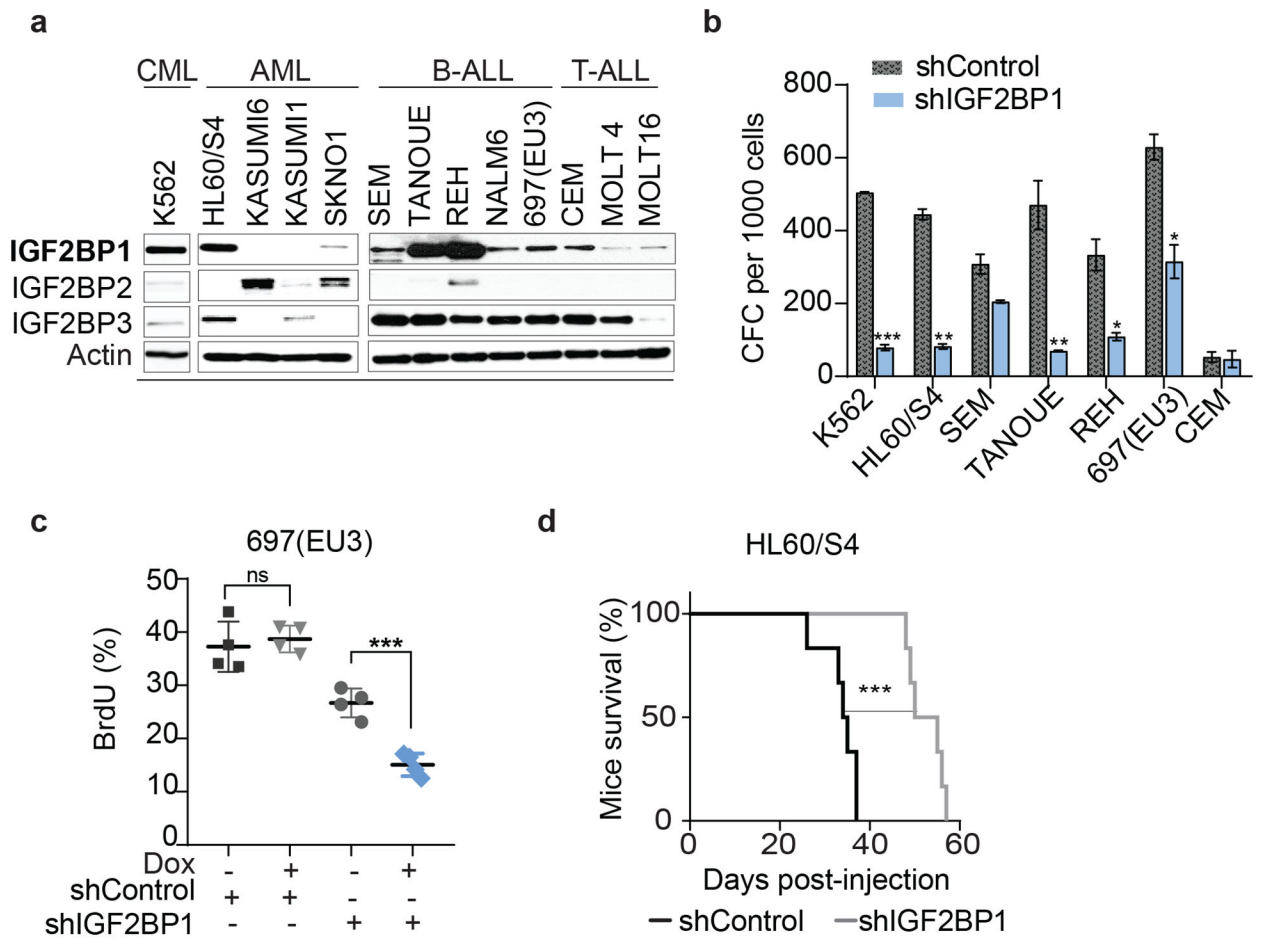 a
CML AML B-ALL T-ALL
K562 HL60/S4 KASUMI6 KASUMI1 SKNO1 SEM TANOUE REH NALM6 697(EU3) CEM MOLT 4 MOLT16
IGF2BP1
IGF2BP2
IGF2BP3
Actin
b
shControl
shIGF2BP1
CFC per 1000 cells
800
600
400
200
0
*** ** ** * *
K562 HL60/S4 SEM TANOUE REH 697(EU3) CEM
c
697(EU3)
BrdU (%)
50
40
30
20
10
0
ns
***
Dox - + - +
shControl + + - -
shIGF2BP1 - - + +
d
HL60/S4
Mice survival (%)
100
50
0
***
0 20 40 60
Days post-injection
shControl shIGF2BP1